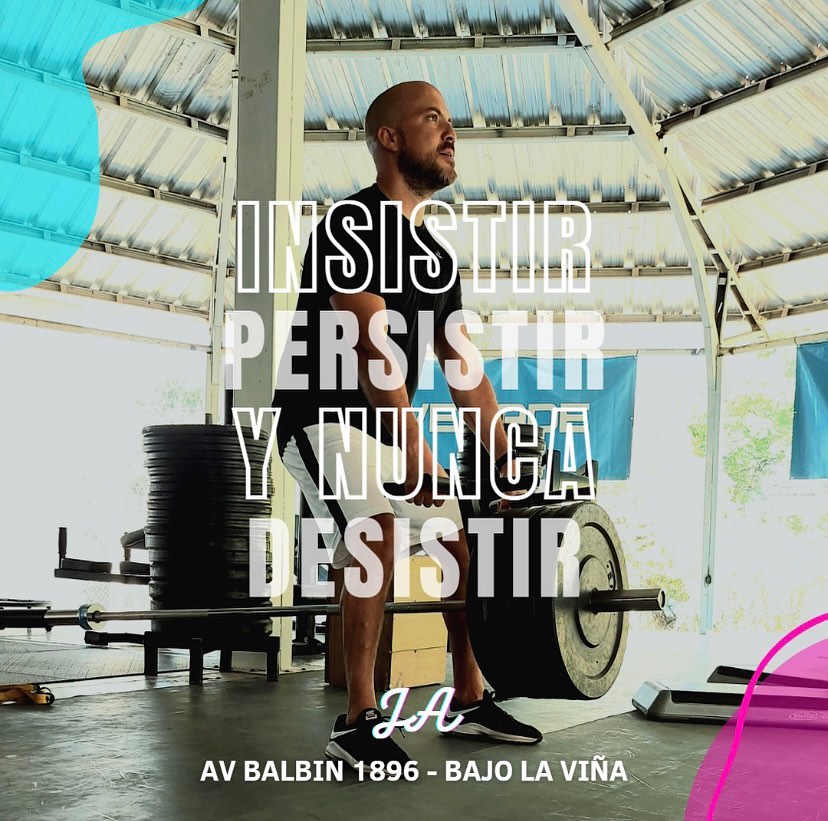 INSISTIR
PERSISTIR
Y NUNCA
DESISTIR
JA
AV BALBIN 1896 - BAJO LA VIÑA